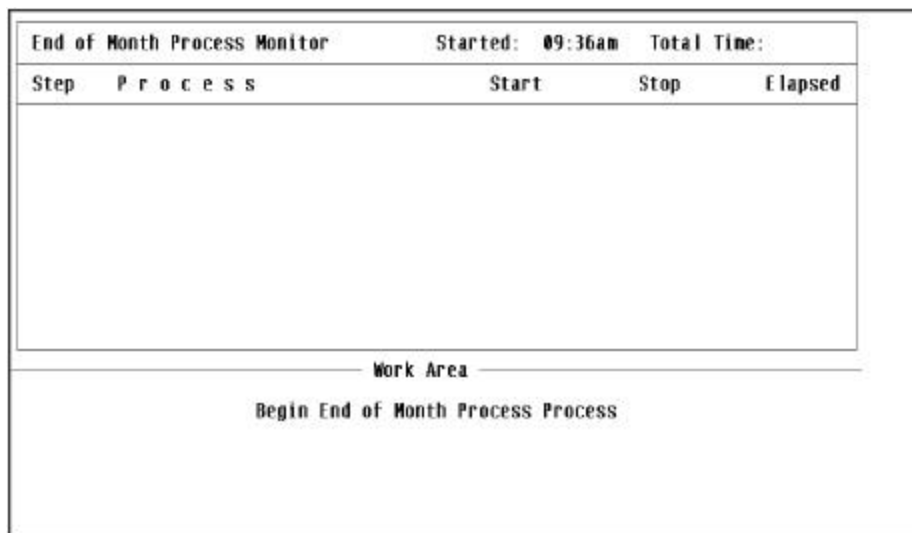 End of Month Process Monitor Started: 09:36am Total Time:
Step P r o c e s s Start Stop Elapsed
Work Area
Begin End of Month Process Process